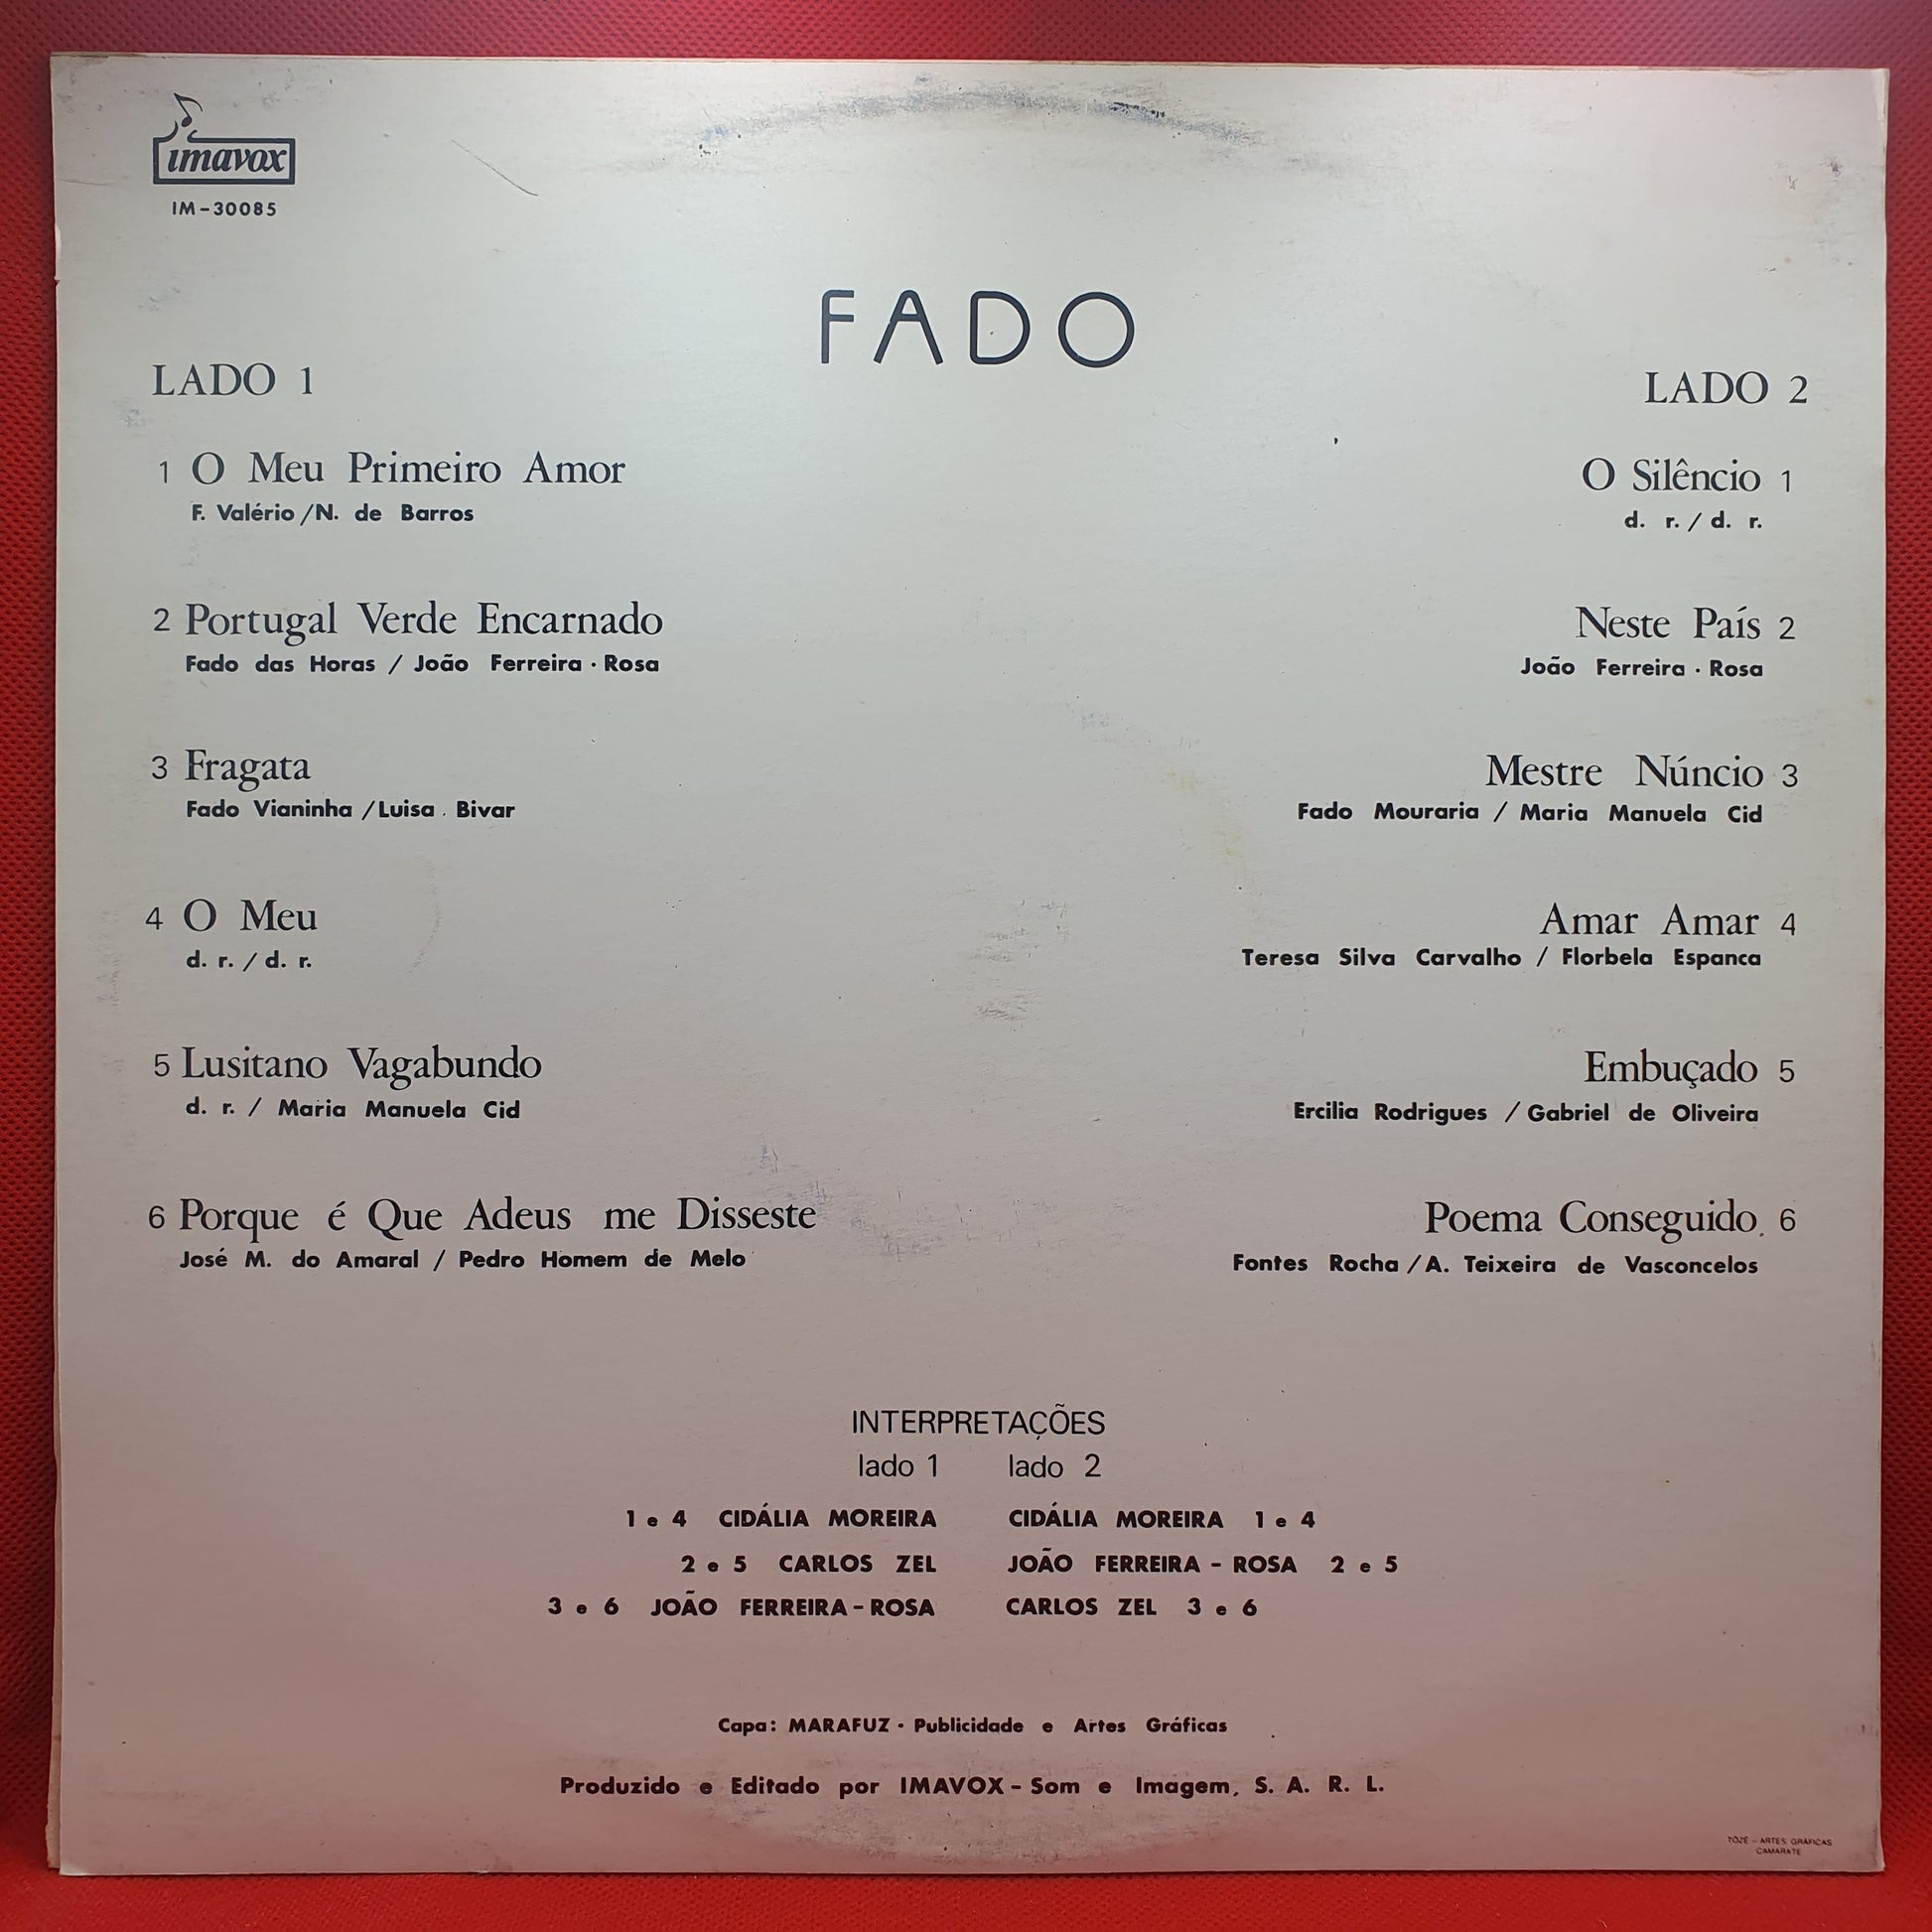 imavox
IM-30085
FADO
LADO 1
1 O Meu Primeiro Amor
F. Valério/N. de Barros
2 Portugal Verde Encarnado
Fado das Horas / João Ferreira · Rosa
3 Fragata
Fado Vianinha /Luisa . Bivar
4 O Meu
d. r. / d. r.
5 Lusitano Vagabundo
d. r. / Maria Manuela Cid
6 Porque é Que Adeus me Disseste
José M. do Amaral / Pedro Homem de Melo
LADO 2
O Silêncio 1
d. r. / d. r.
Neste País 2
João Ferreira · Rosa
Mestre Núncio 3
Fado Mouraria / Maria Manuela Cid
Amar Amar 4
Teresa Silva Carvalho / Florbela Espanca
Embuçado 5
Ercilia Rodrigues / Gabriel de Oliveira
Poema Conseguido. 6
Fontes Rocha / A. Teixeira de Vasconcelos
INTERPRETAÇÕES
lado 1 lado 2
1 e 4 CIDÁLIA MOREIRA CIDÁLIA MOREIRA 1 e 4
2 e 5 CARLOS ZEL JOÃO FERREIRA - ROSA 2 e 5
3 e 6 JOÃO FERREIRA - ROSA CARLOS ZEL 3 e 6
Capa: MARAFUZ · Publicidade e Artes Gráficas
Produzido e Editado por IMAVOX - Som e Imagem, S. A. R. L.
TÓZÉ - ARTES GRÁFICAS
CAMARATE